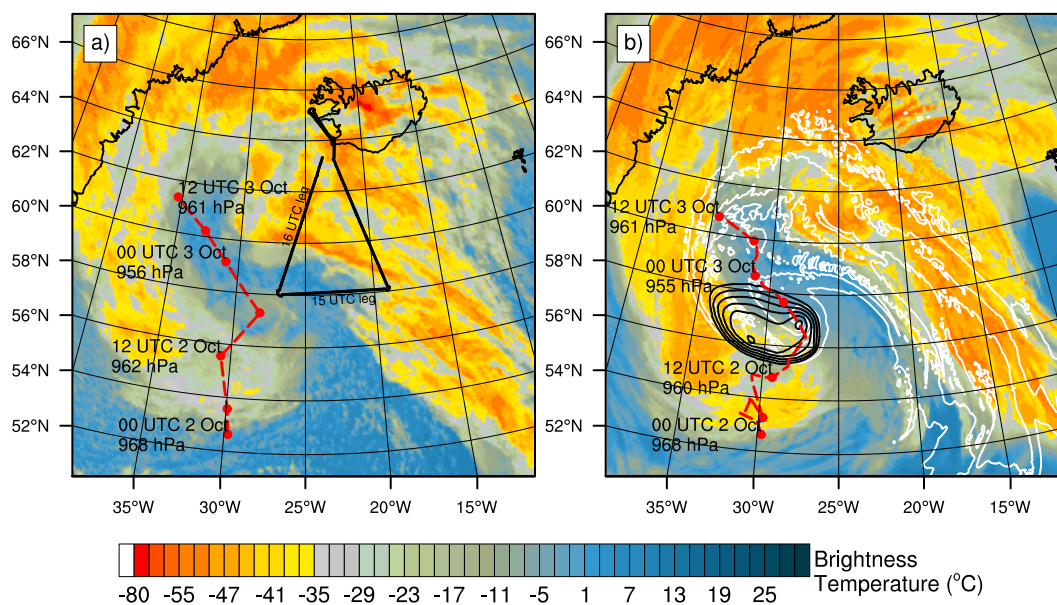 a)
66°N
64°N
62°N
60°N
58°N
56°N
54°N
52°N
12 UTC 3 Oct
961 hPa
00 UTC 3 Oct
956 hPa
12 UTC 2 Oct
962 hPa
00 UTC 2 Oct
968 hPa
16 UTC leg
15 UTC leg
35°W 30°W 25°W 20°W 15°W
b)
66°N
64°N
62°N
60°N
58°N
56°N
54°N
52°N
12 UTC 3 Oct
961 hPa
00 UTC 3 Oct
955 hPa
12 UTC 2 Oct
960 hPa
00 UTC 2 Oct
968 hPa
35°W 30°W 25°W 20°W 15°W
-80 -55 -47 -41 -35 -29 -23 -17 -11 -5 1 7 13 19 25
Brightness
Temperature (°C)